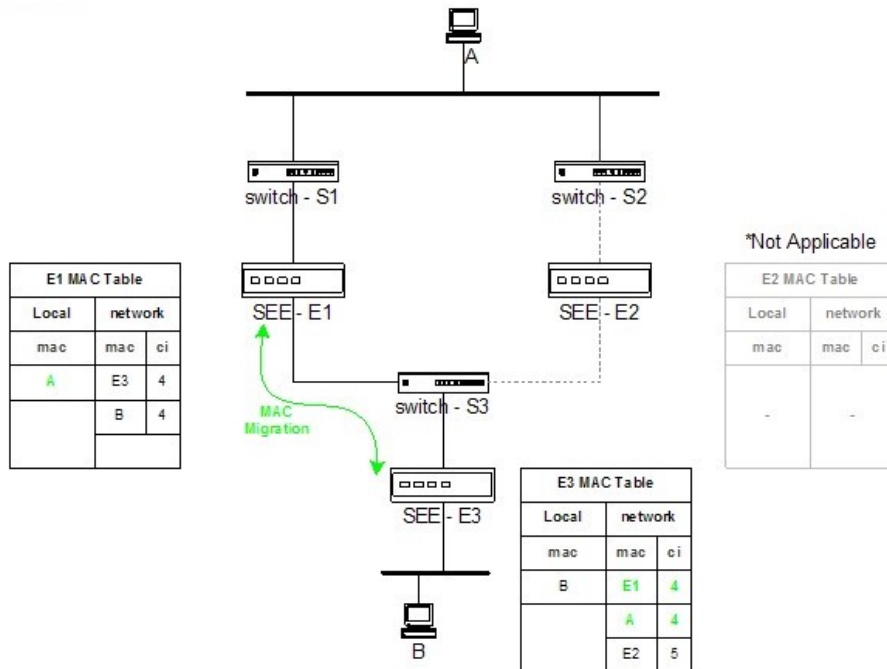 A
switch - S1
switch - S2
*Not Applicable
E1 MAC Table
Local network
mac mac ci
A E3 4
B 4
SEE - E1
SEE - E2
E2 MAC Table
Local network
mac mac ci
- -
MAC
Migration
switch - S3
SEE - E3
E3 MAC Table
Local network
mac mac ci
B E1 4
A 4
E2 5
B